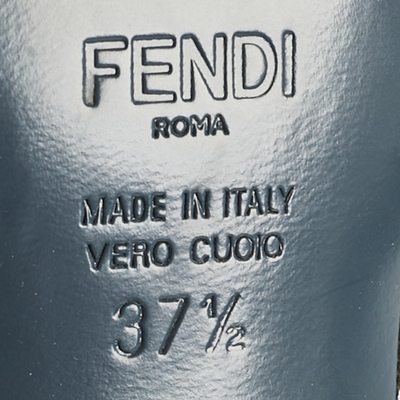 FENDI
ROMA
MADE IN ITALY
VERO CUOIO
37½